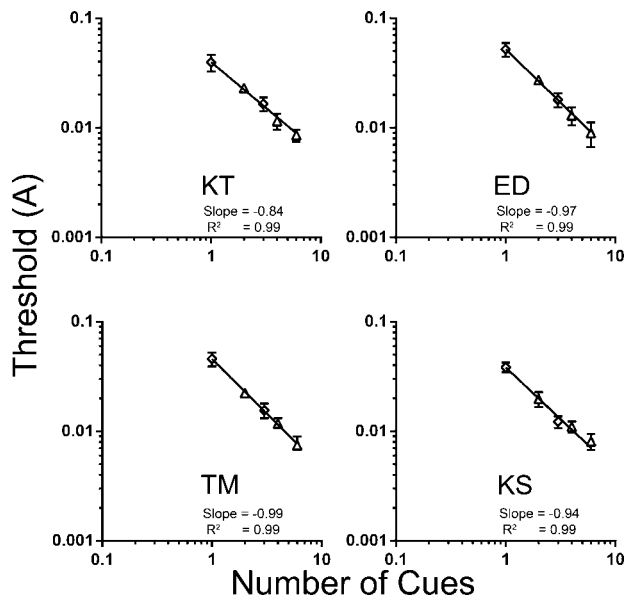 Threshold (A)
0.1
0.01
0.001
0.1
1
10
KT
Slope = -0.84
R² = 0.99
0.1
0.01
0.001
0.1
1
10
ED
Slope = -0.97
R² = 0.99
0.1
0.01
0.001
0.1
1
10
TM
Slope = -0.99
R² = 0.99
0.1
0.01
0.001
0.1
1
10
KS
Slope = -0.94
R² = 0.99
Number of Cues